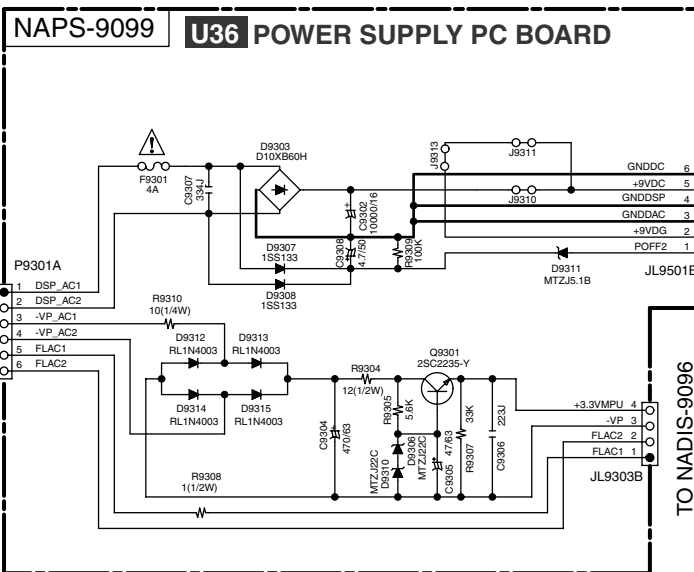 NAPS-9099
U36 POWER SUPPLY PC BOARD
F9301
4A
C9307
334J
D9303
D10XB60H
C9302
10000/16
J9313
J9311
J9310
GNDDC 6
+9VDC 5
GNDDSP 4
GNDDAC 3
+9VDG 2
POFF2 1
JL9501B
D9307
1SS133
D9308
1SS133
C9308
4.7/50
R9309
100K
D9311
MTZJ5.1B
P9301A
1 DSP_AC1
2 DSP_AC2
3 -VP_AC1
4 -VP_AC2
5 FLAC1
6 FLAC2
R9310
10(1/4W)
D9312
RL1N4003
D9313
RL1N4003
D9314
RL1N4003
D9315
RL1N4003
R9304
12(1/2W)
Q9301
2SC2235-Y
C9304
470/63
R9305
5.6K
MTZJ22C
D9310
D9306
MTZJ22C
C9305
47/63
R9307
33K
C9306
223J
R9308
1(1/2W)
+3.3VMPU 4
-VP 3
FLAC2 2
FLAC1 1
JL9303B
TO NADIS-9096